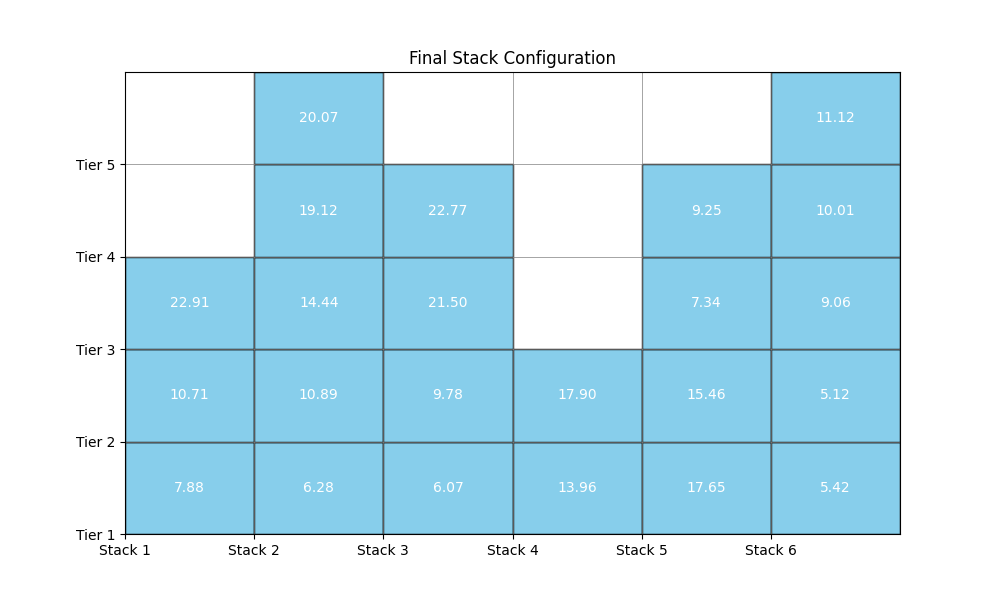 Final Stack Configuration
20.07 11.12
Tier 5
19.12 22.77 9.25 10.01
Tier 4
22.91 14.44 21.50 7.34 9.06
Tier 3
10.71 10.89 9.78 17.90 15.46 5.12
Tier 2
7.88 6.28 6.07 13.96 17.65 5.42
Tier 1
Stack 1 Stack 2 Stack 3 Stack 4 Stack 5 Stack 6